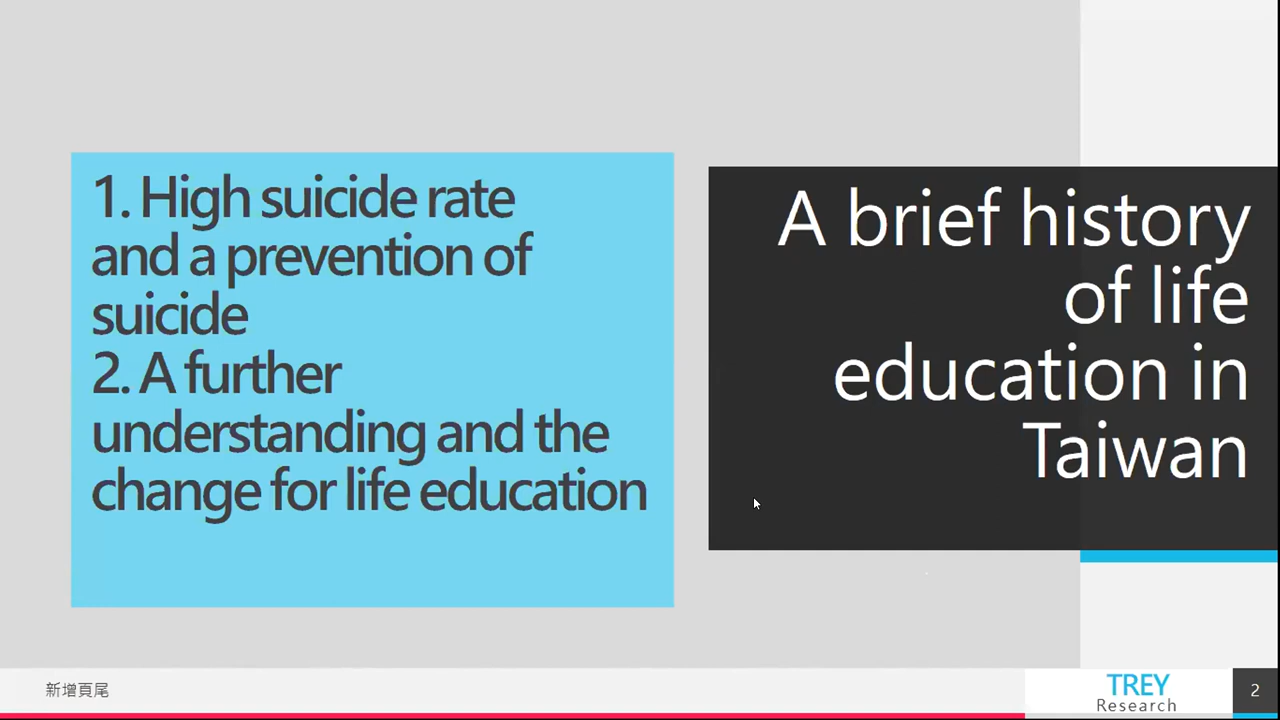 1. High suicide rate
and a prevention of
suicide
2. A further
understanding and the
change for life education
A brief history
of life
education in
Taiwan
新增頁尾
TREY
Research
2